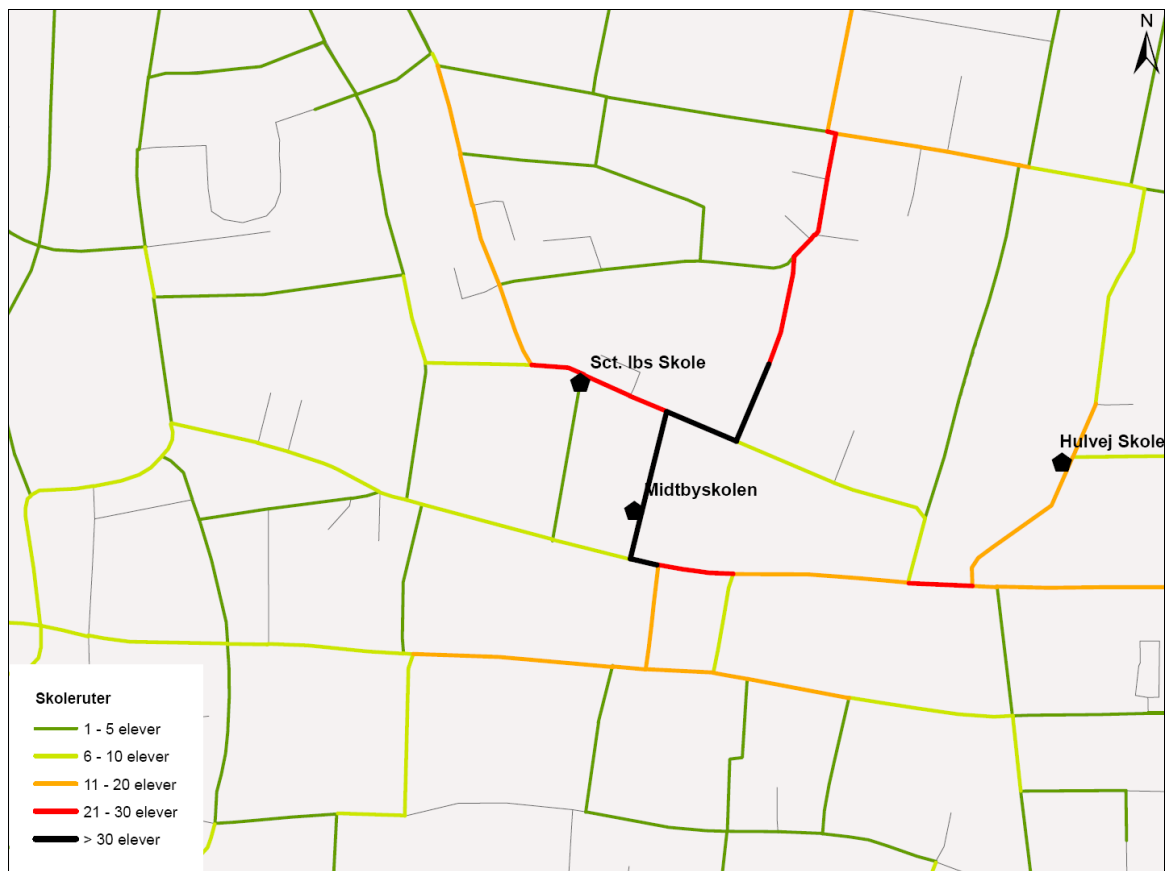 N
Sct. Ibs Skole
Hulvej Skole
Midtbyskolen
Skoleruter
1 - 5 elever
6 - 10 elever
11 - 20 elever
21 - 30 elever
> 30 elever